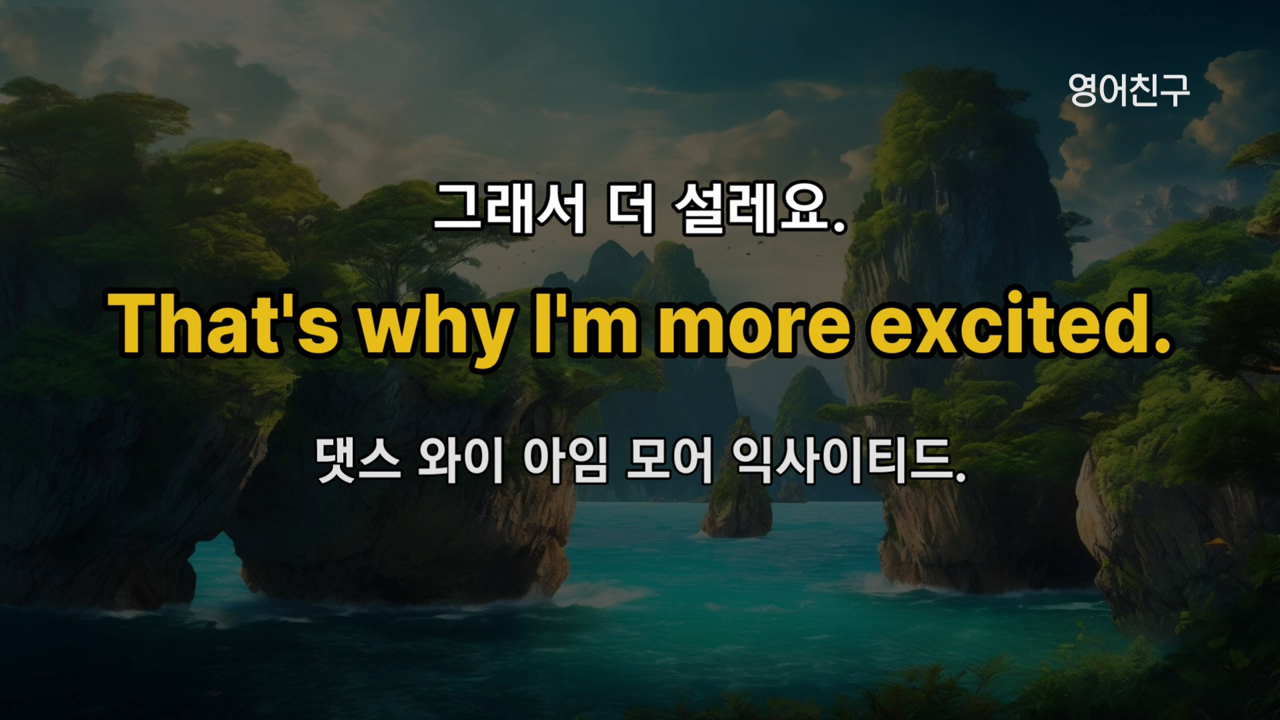 영어친구
그래서 더 설레요.
That's why I'm more excited.
댓스 와이 아임 모어 익사이티드.